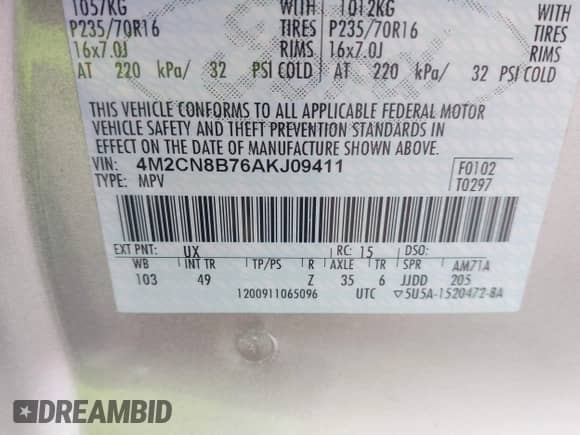 1057KG 1012KG
WITH WITH
P235/70R16 TIRES P235/70R16 TIRES
16x7.0J RIMS 16x7.0J RIMS
AT 220 kPa/ 32 PSI COLD AT 220 kPa/ 32 PSI COLD
THIS VEHICLE CONFORMS TO ALL APPLICABLE FEDERAL MOTOR
VEHICLE SAFETY AND THEFT PREVENTION STANDARDS IN
EFFECT ON THE DATE OF MANUFACTURE SHOWN ABOVE.
VIN: 4M2CN8B76AKJ09411 F0102
TYPE: MPV T0297
EXT PNT: UX RC: 15 DSO:
WB INT TR TP/PS R AXLE TR SPR AM71A
103 49 Z 35 6 JJDD 205
1200911065096 UTC ▽5U5A-1520472-BA
DREAMBID